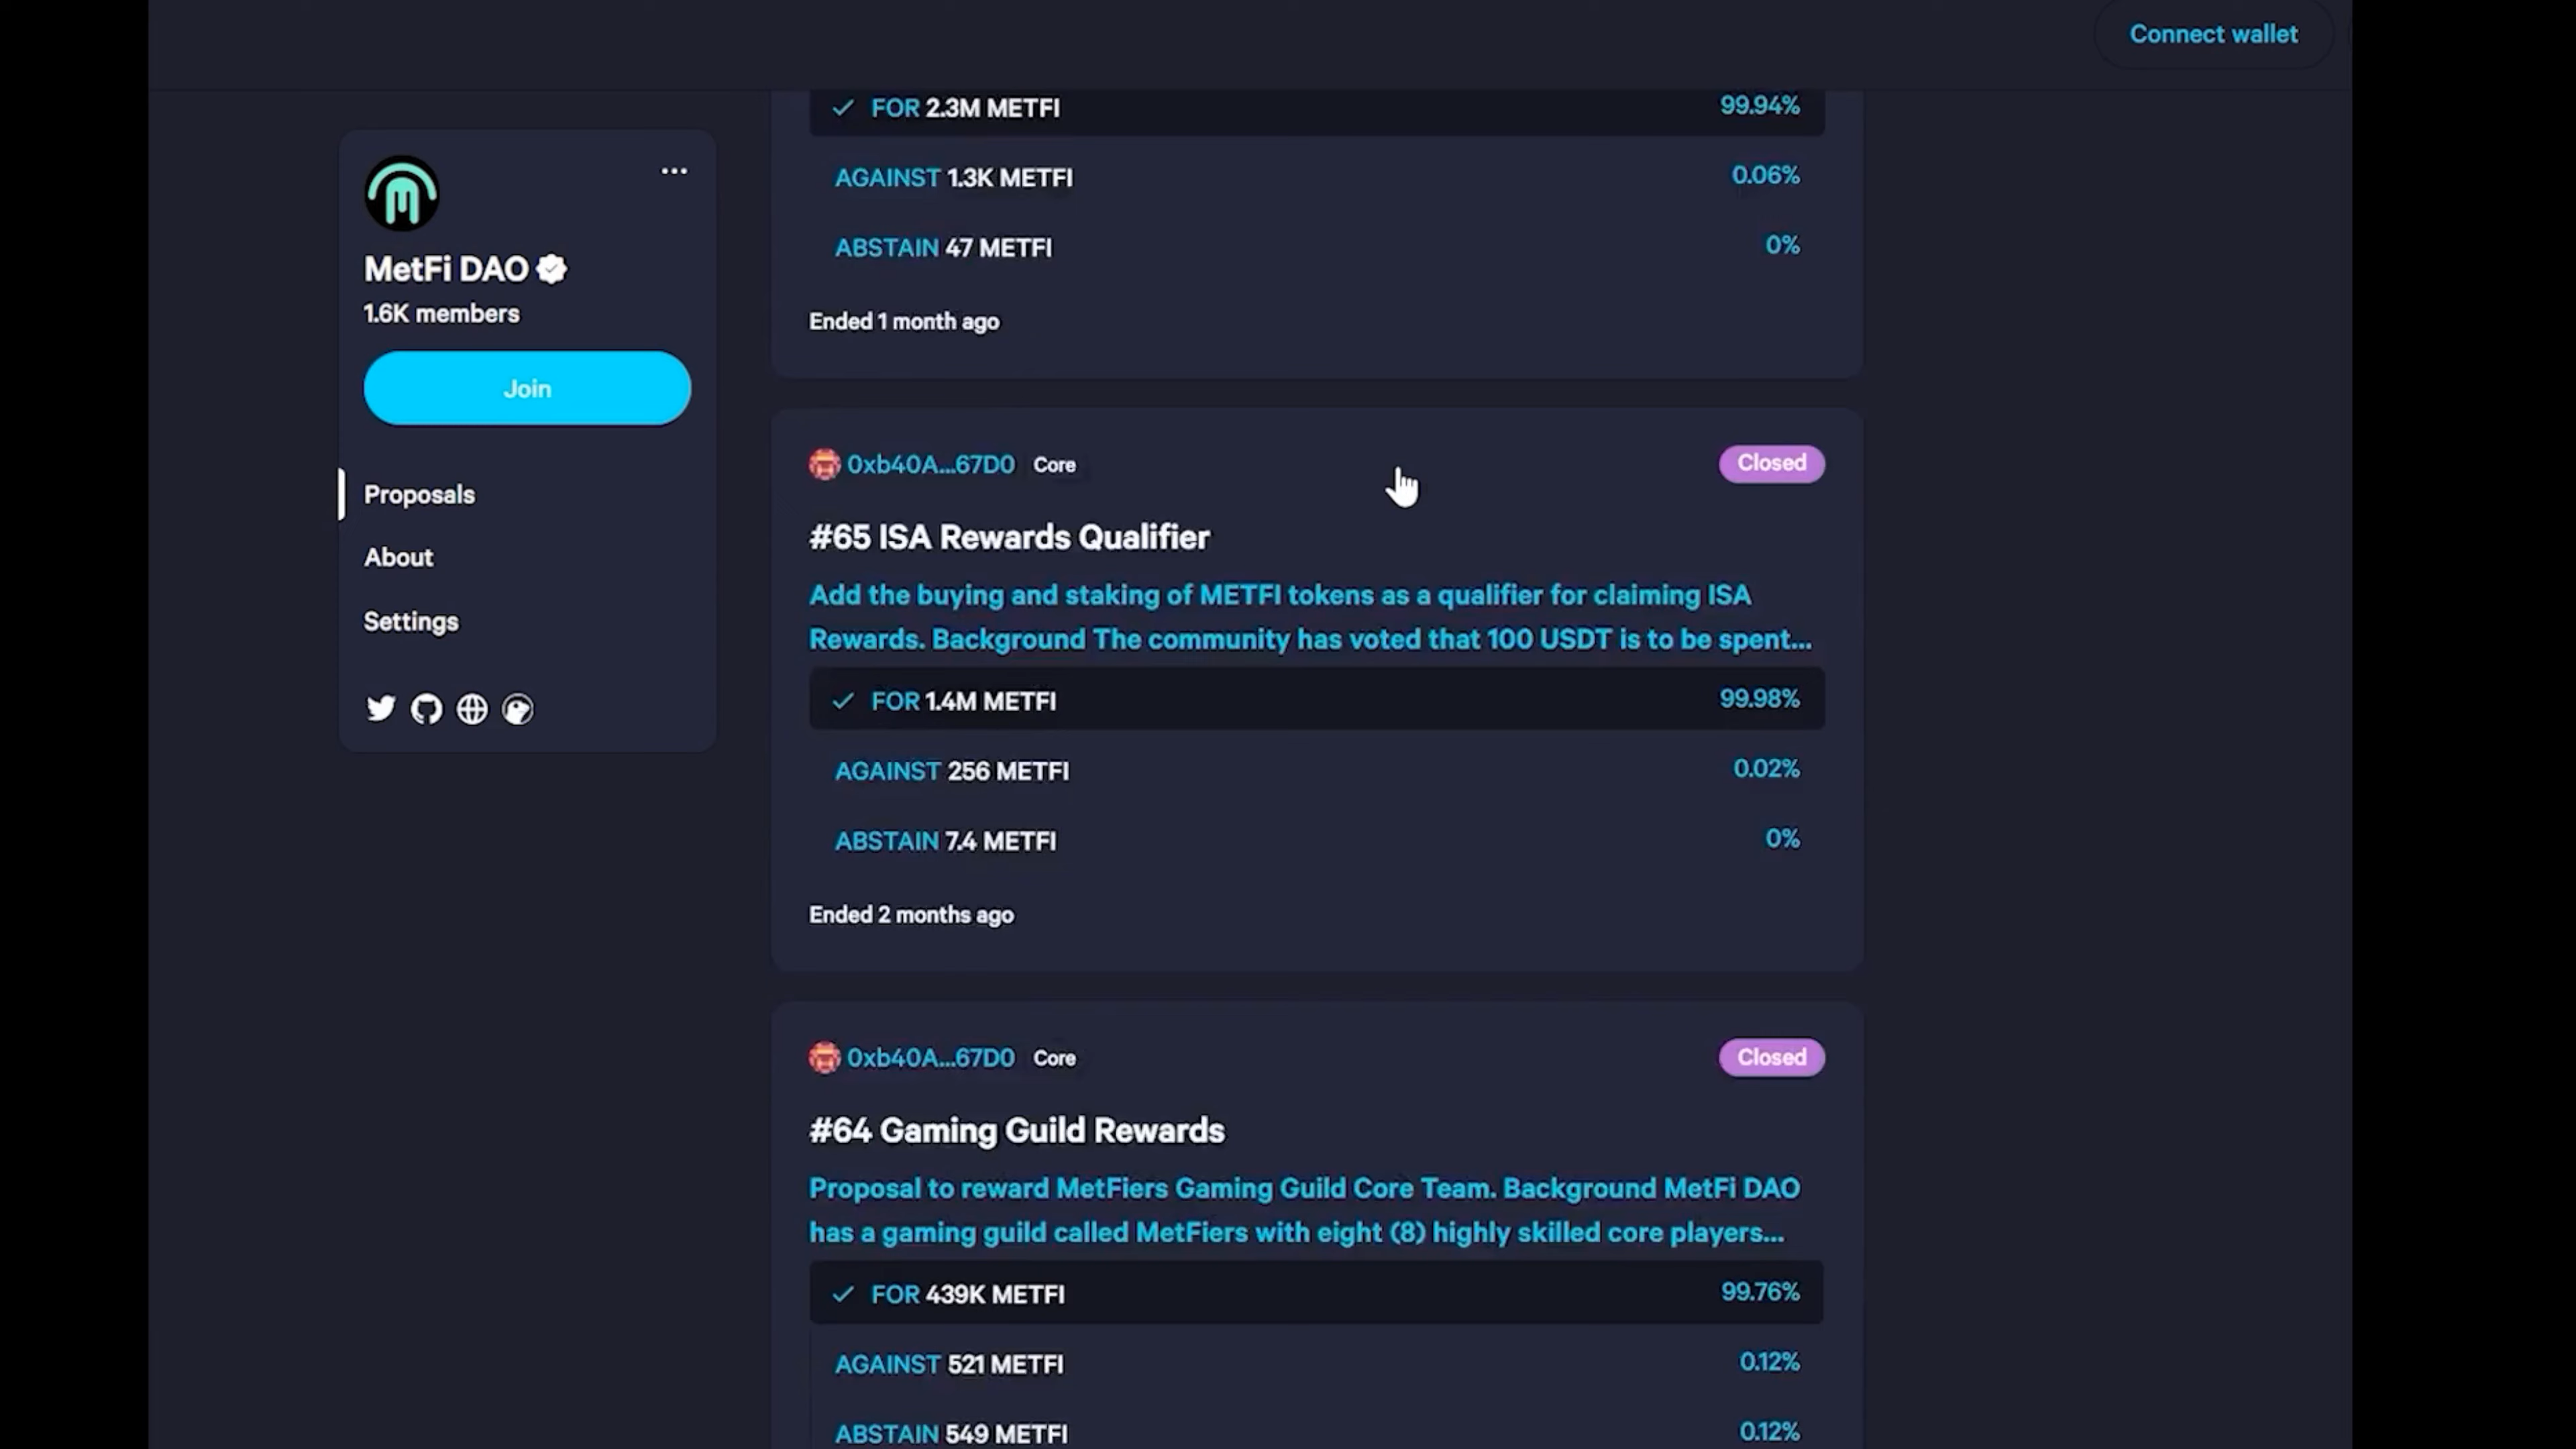 Connect wallet
MetFi DAO
1.6K members
Join
Proposals
About
Settings
FOR 2.3M METFI 99.94%
AGAINST 1.3K METFI 0.06%
ABSTAIN 47 METFI 0%
Ended 1 month ago
0xb40A...67D0 Core Closed
#65 ISA Rewards Qualifier
Add the buying and staking of METFI tokens as a qualifier for claiming ISA
Rewards. Background The community has voted that 100 USDT is to be spent...
FOR 1.4M METFI 99.98%
AGAINST 256 METFI 0.02%
ABSTAIN 7.4 METFI 0%
Ended 2 months ago
0xb40A...67D0 Core Closed
#64 Gaming Guild Rewards
Proposal to reward MetFiers Gaming Guild Core Team. Background MetFi DAO
has a gaming guild called MetFiers with eight (8) highly skilled core players...
FOR 439K METFI 99.76%
AGAINST 521 METFI 0.12%
ABSTAIN 549 METFI 0.12%